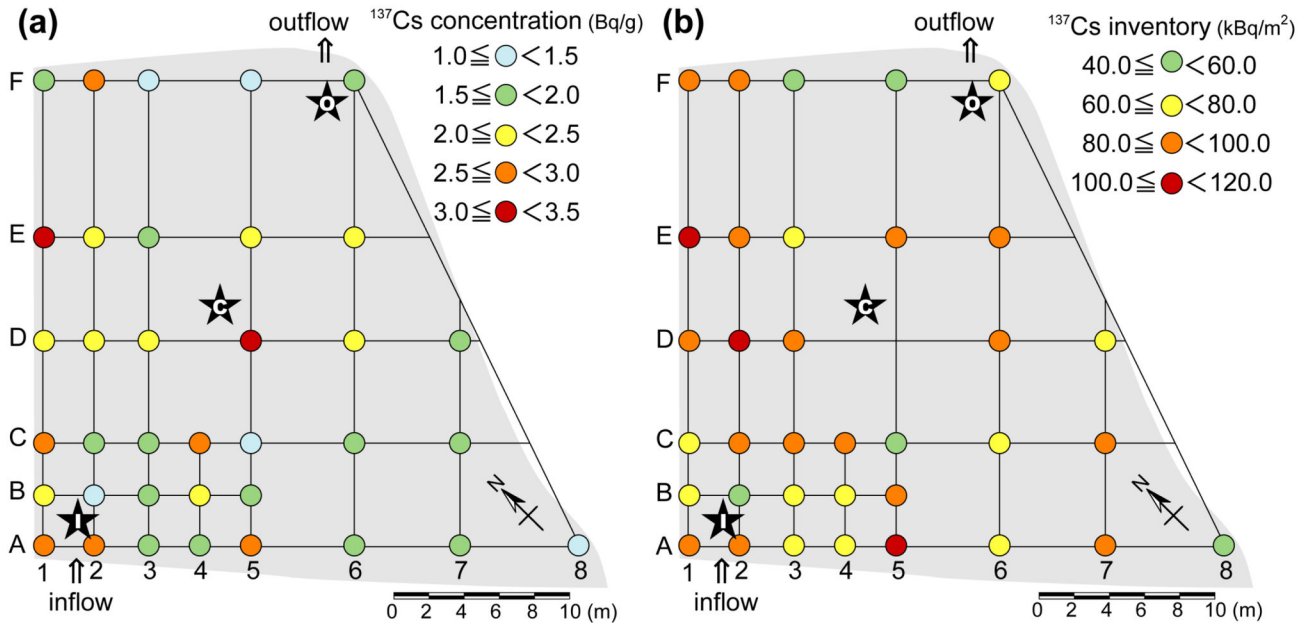 (a)
outflow
⇑
¹³⁷Cs concentration (Bq/g)
1.0≦ <1.5
1.5≦ <2.0
2.0≦ <2.5
2.5≦ <3.0
3.0≦ <3.5
F
O
E
C
D
C
B
I
A
N
1 2 3 4 5 6 7 8
⇑
inflow
0 2 4 6 8 10 (m)
(b)
outflow
⇑
¹³⁷Cs inventory (kBq/m²)
40.0≦ <60.0
60.0≦ <80.0
80.0≦ <100.0
100.0≦ <120.0
F
O
E
C
D
C
B
I
A
N
1 2 3 4 5 6 7 8
⇑
inflow
0 2 4 6 8 10 (m)